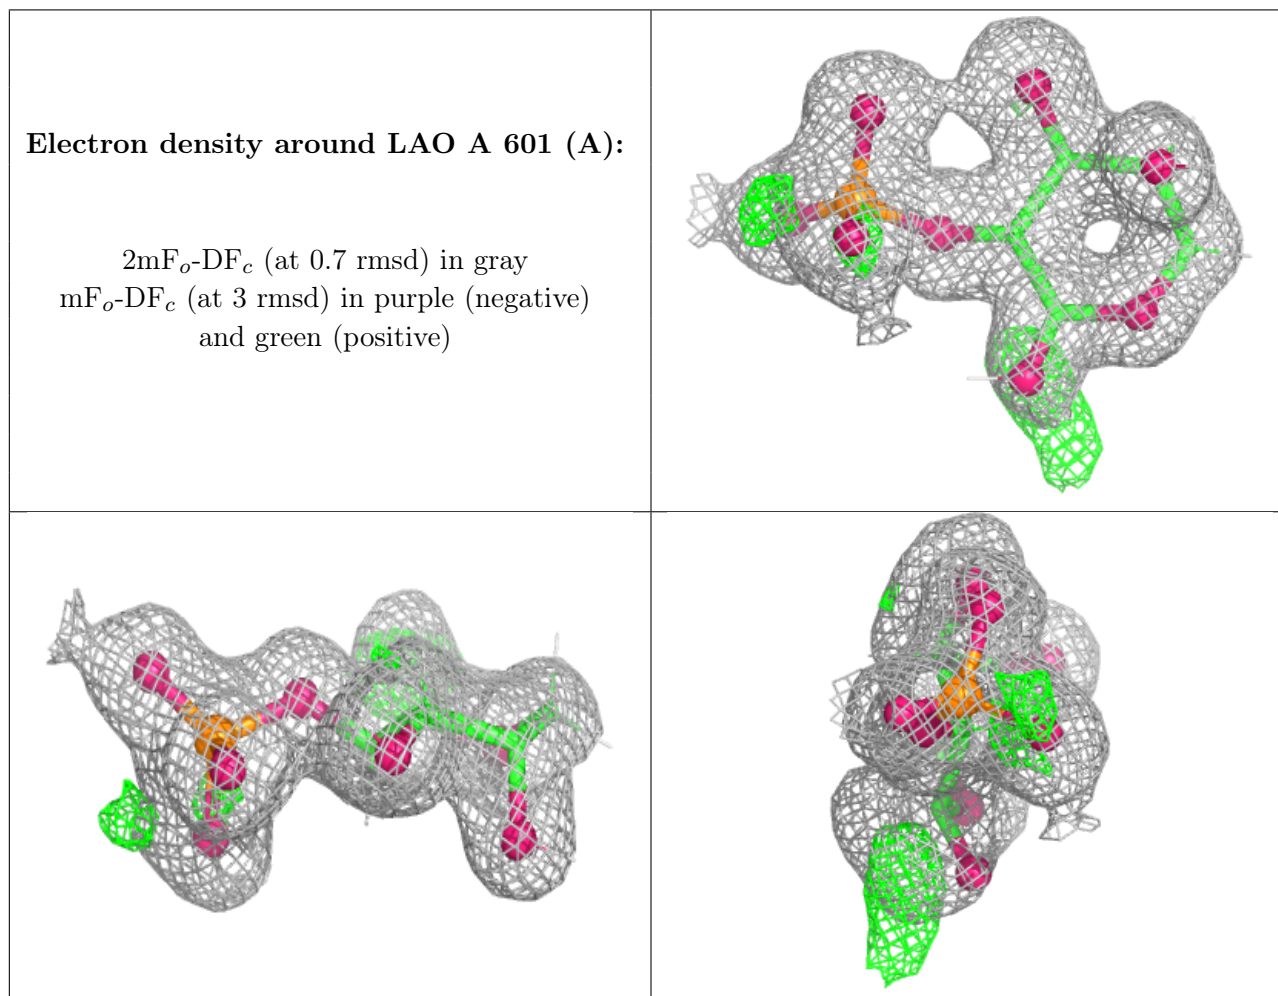 Electron density around LAO A 601 (A):
2mFₒ-DF𝒸 (at 0.7 rmsd) in gray
mFₒ-DF𝒸 (at 3 rmsd) in purple (negative)
and green (positive)